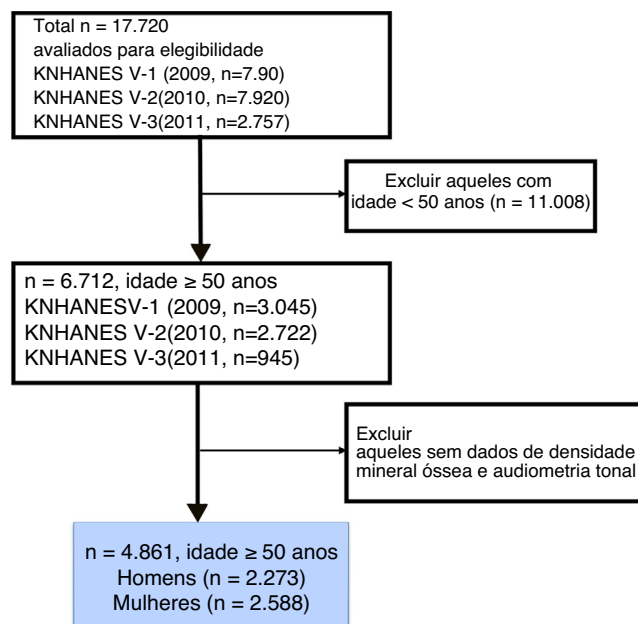 Total n = 17.720
avaliados para elegibilidade
KNHANES V-1 (2009, n=7.90)
KNHANES V-2(2010, n=7.920)
KNHANES V-3(2011, n=2.757)
Excluir aqueles com
idade < 50 anos (n = 11.008)
n = 6.712, idade ≥ 50 anos
KNHANESV-1 (2009, n=3.045)
KNHANES V-2(2010, n=2.722)
KNHANES V-3(2011, n=945)
Excluir
aqueles sem dados de densidade
mineral óssea e audiometria tonal
n = 4.861, idade ≥ 50 anos
Homens (n = 2.273)
Mulheres (n = 2.588)